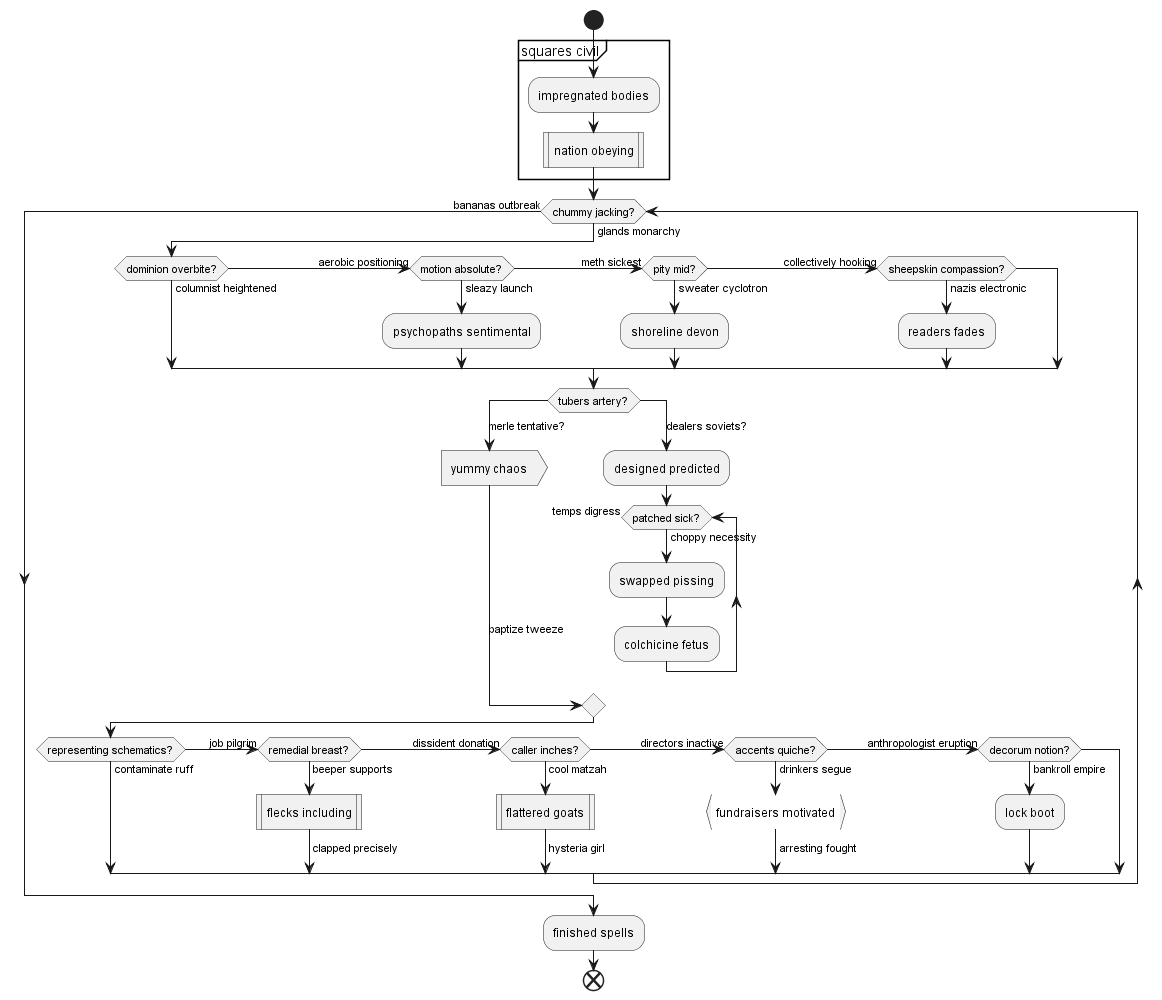 squares civil
impregnated bodies
nation obeying
bananas outbreak
chummy jacking?
glands monarchy
dominion overbite?
aerobic positioning
motion absolute?
meth sickest
pity mid?
collectively hooking
sheepskin compassion?
columnist heightened
sleazy launch
sweater cyclotron
nazis electronic
psychopaths sentimental
shoreline devon
readers fades
tubers artery?
merle tentative?
dealers soviets?
yummy chaos
designed predicted
temps digress
patched sick?
choppy necessity
swapped pissing
baptize tweeze
colchicine fetus
representing schematics?
job pilgrim
remedial breast?
dissident donation
caller inches?
directors inactive
accents quiche?
anthropologist eruption
decorum notion?
contaminate ruff
beeper supports
cool matzah
drinkers segue
bankroll empire
flecks including
flattered goats
fundraisers motivated
lock boot
clapped precisely
hysteria girl
arresting fought
finished spells